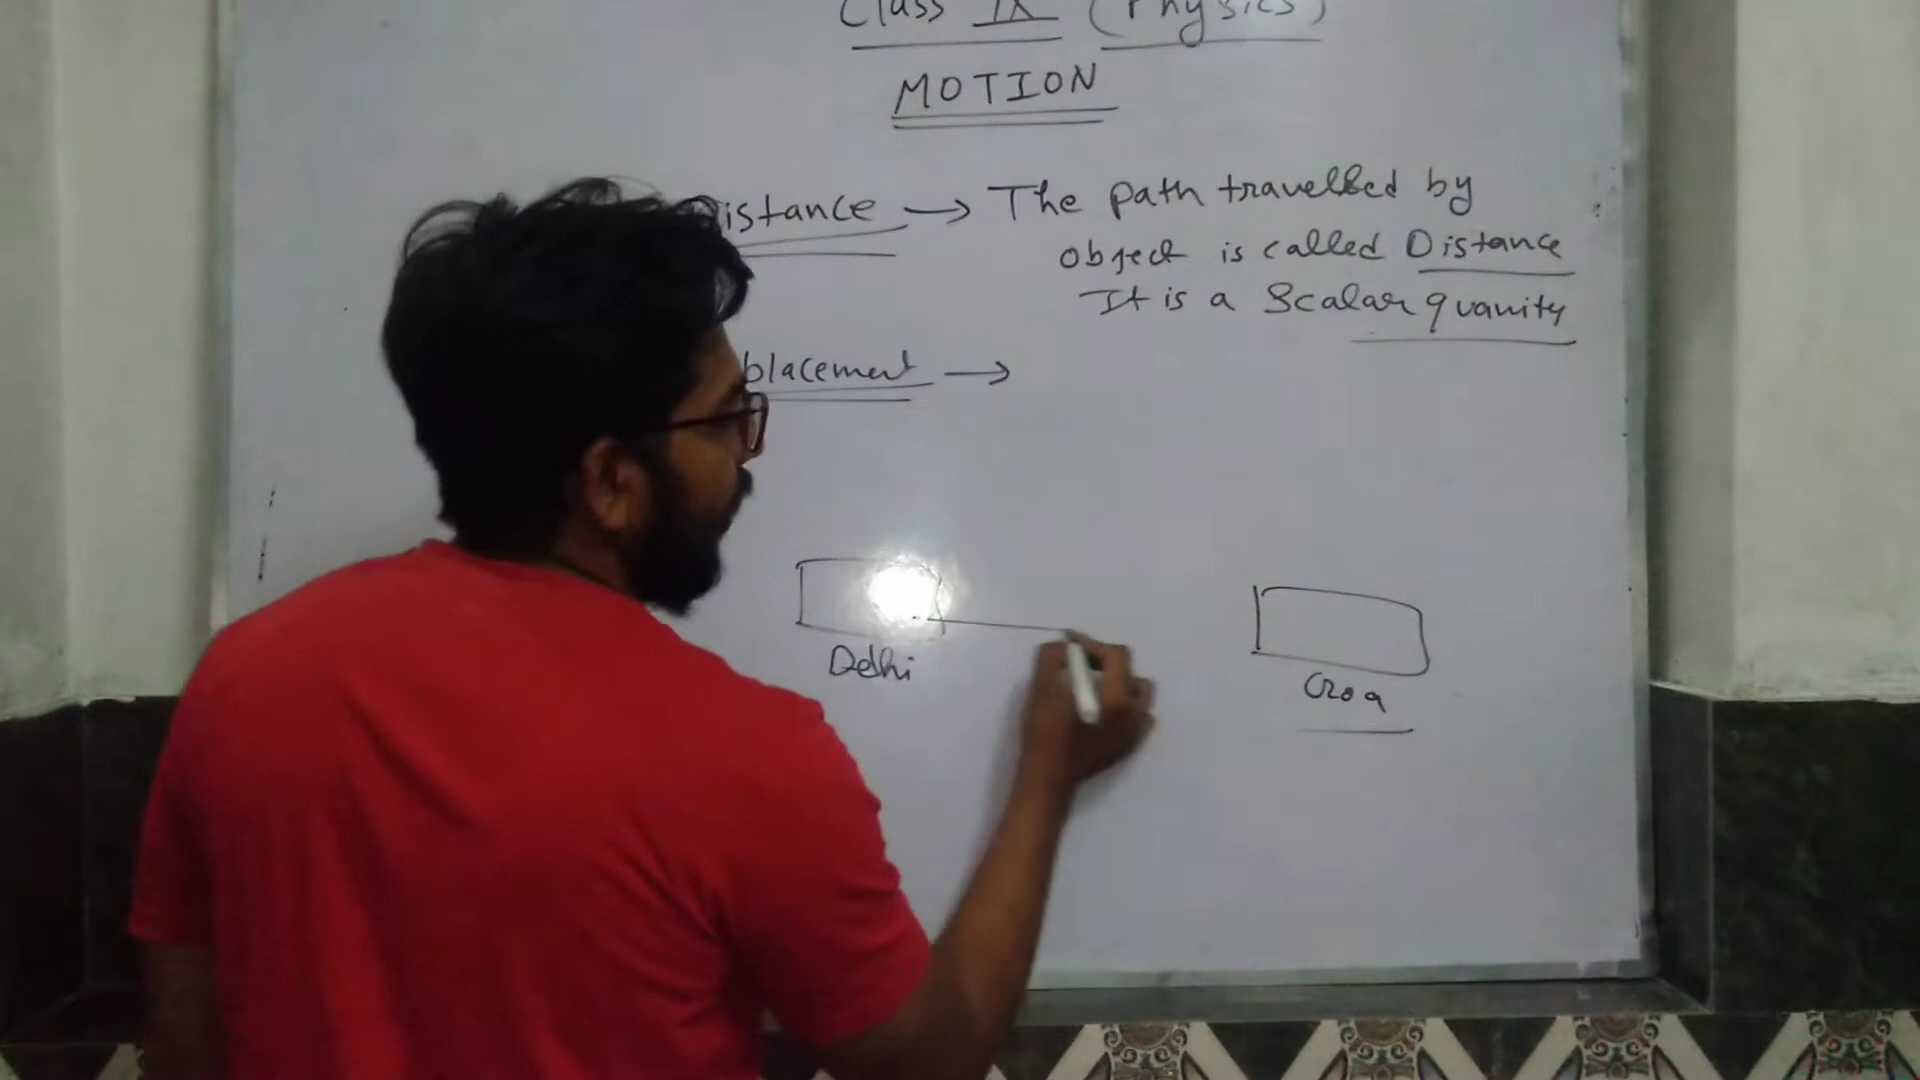 Class IX (Physics)
MOTION
istance → The path travelled by
object is called Distance
It is a Scalar quanity
placement →
Delhi
Goa